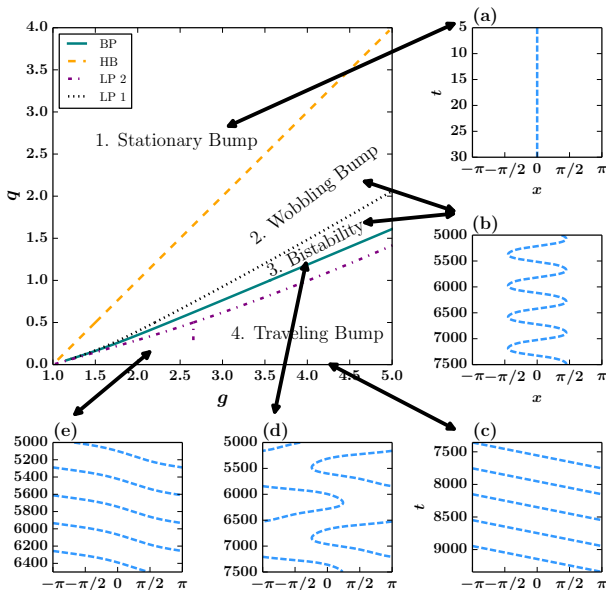 (a)
4.0
3.5
3.0
2.5
2.0
1.5
1.0
0.5
0.0
q
BP
HB
LP 2
LP 1
1. Stationary Bump
2. Wobbling Bump
3. Bistability
4. Traveling Bump
1.0 1.5 2.0 2.5 3.0 3.5 4.0 4.5 5.0
g
5
10
15
20
25
30
t
−π −π/2 0 π/2 π
x
(b)
5000
5500
6000
6500
7000
7500
−π −π/2 0 π/2 π
x
(e)
5000
5200
5400
5600
5800
6000
6200
6400
−π −π/2 0 π/2 π
(d)
5000
5500
6000
6500
7000
7500
−π −π/2 0 π/2 π
(c)
7500
8000
8500
9000
t
−π −π/2 0 π/2 π